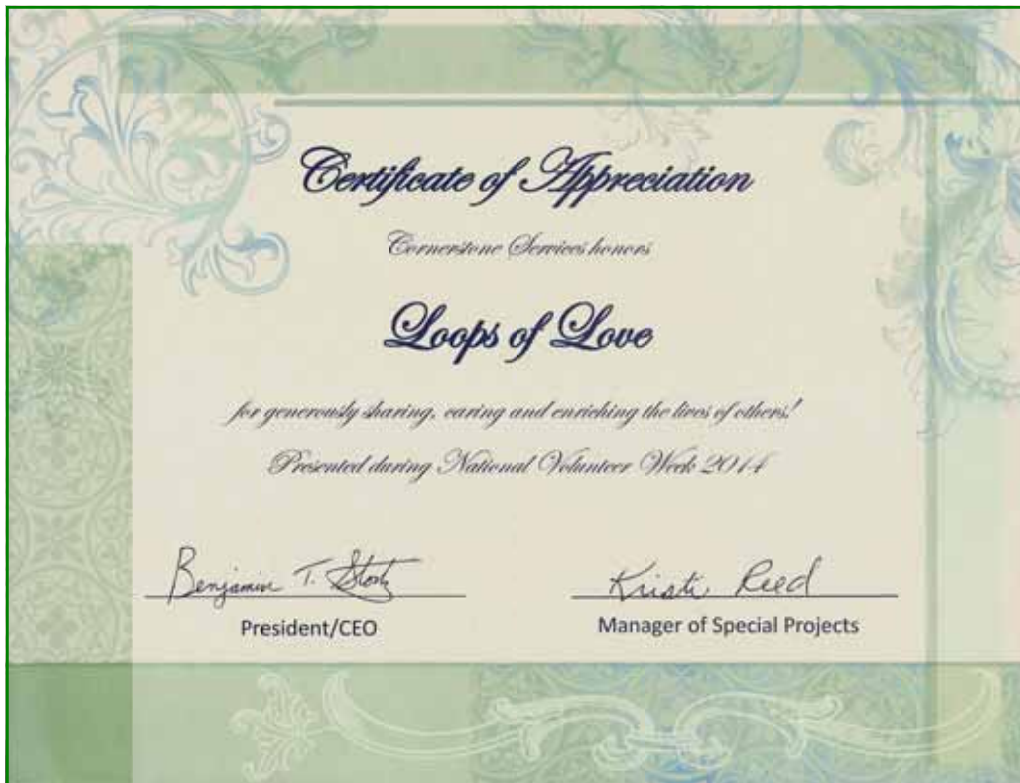 Certificate of Appreciation
Cornerstone Services honors
Loops of Love
for generously sharing, caring and enriching the lives of others!
Presented during National Volunteer Week 2014
Benjamin T. Kristi Reed
President/CEO Manager of Special Projects